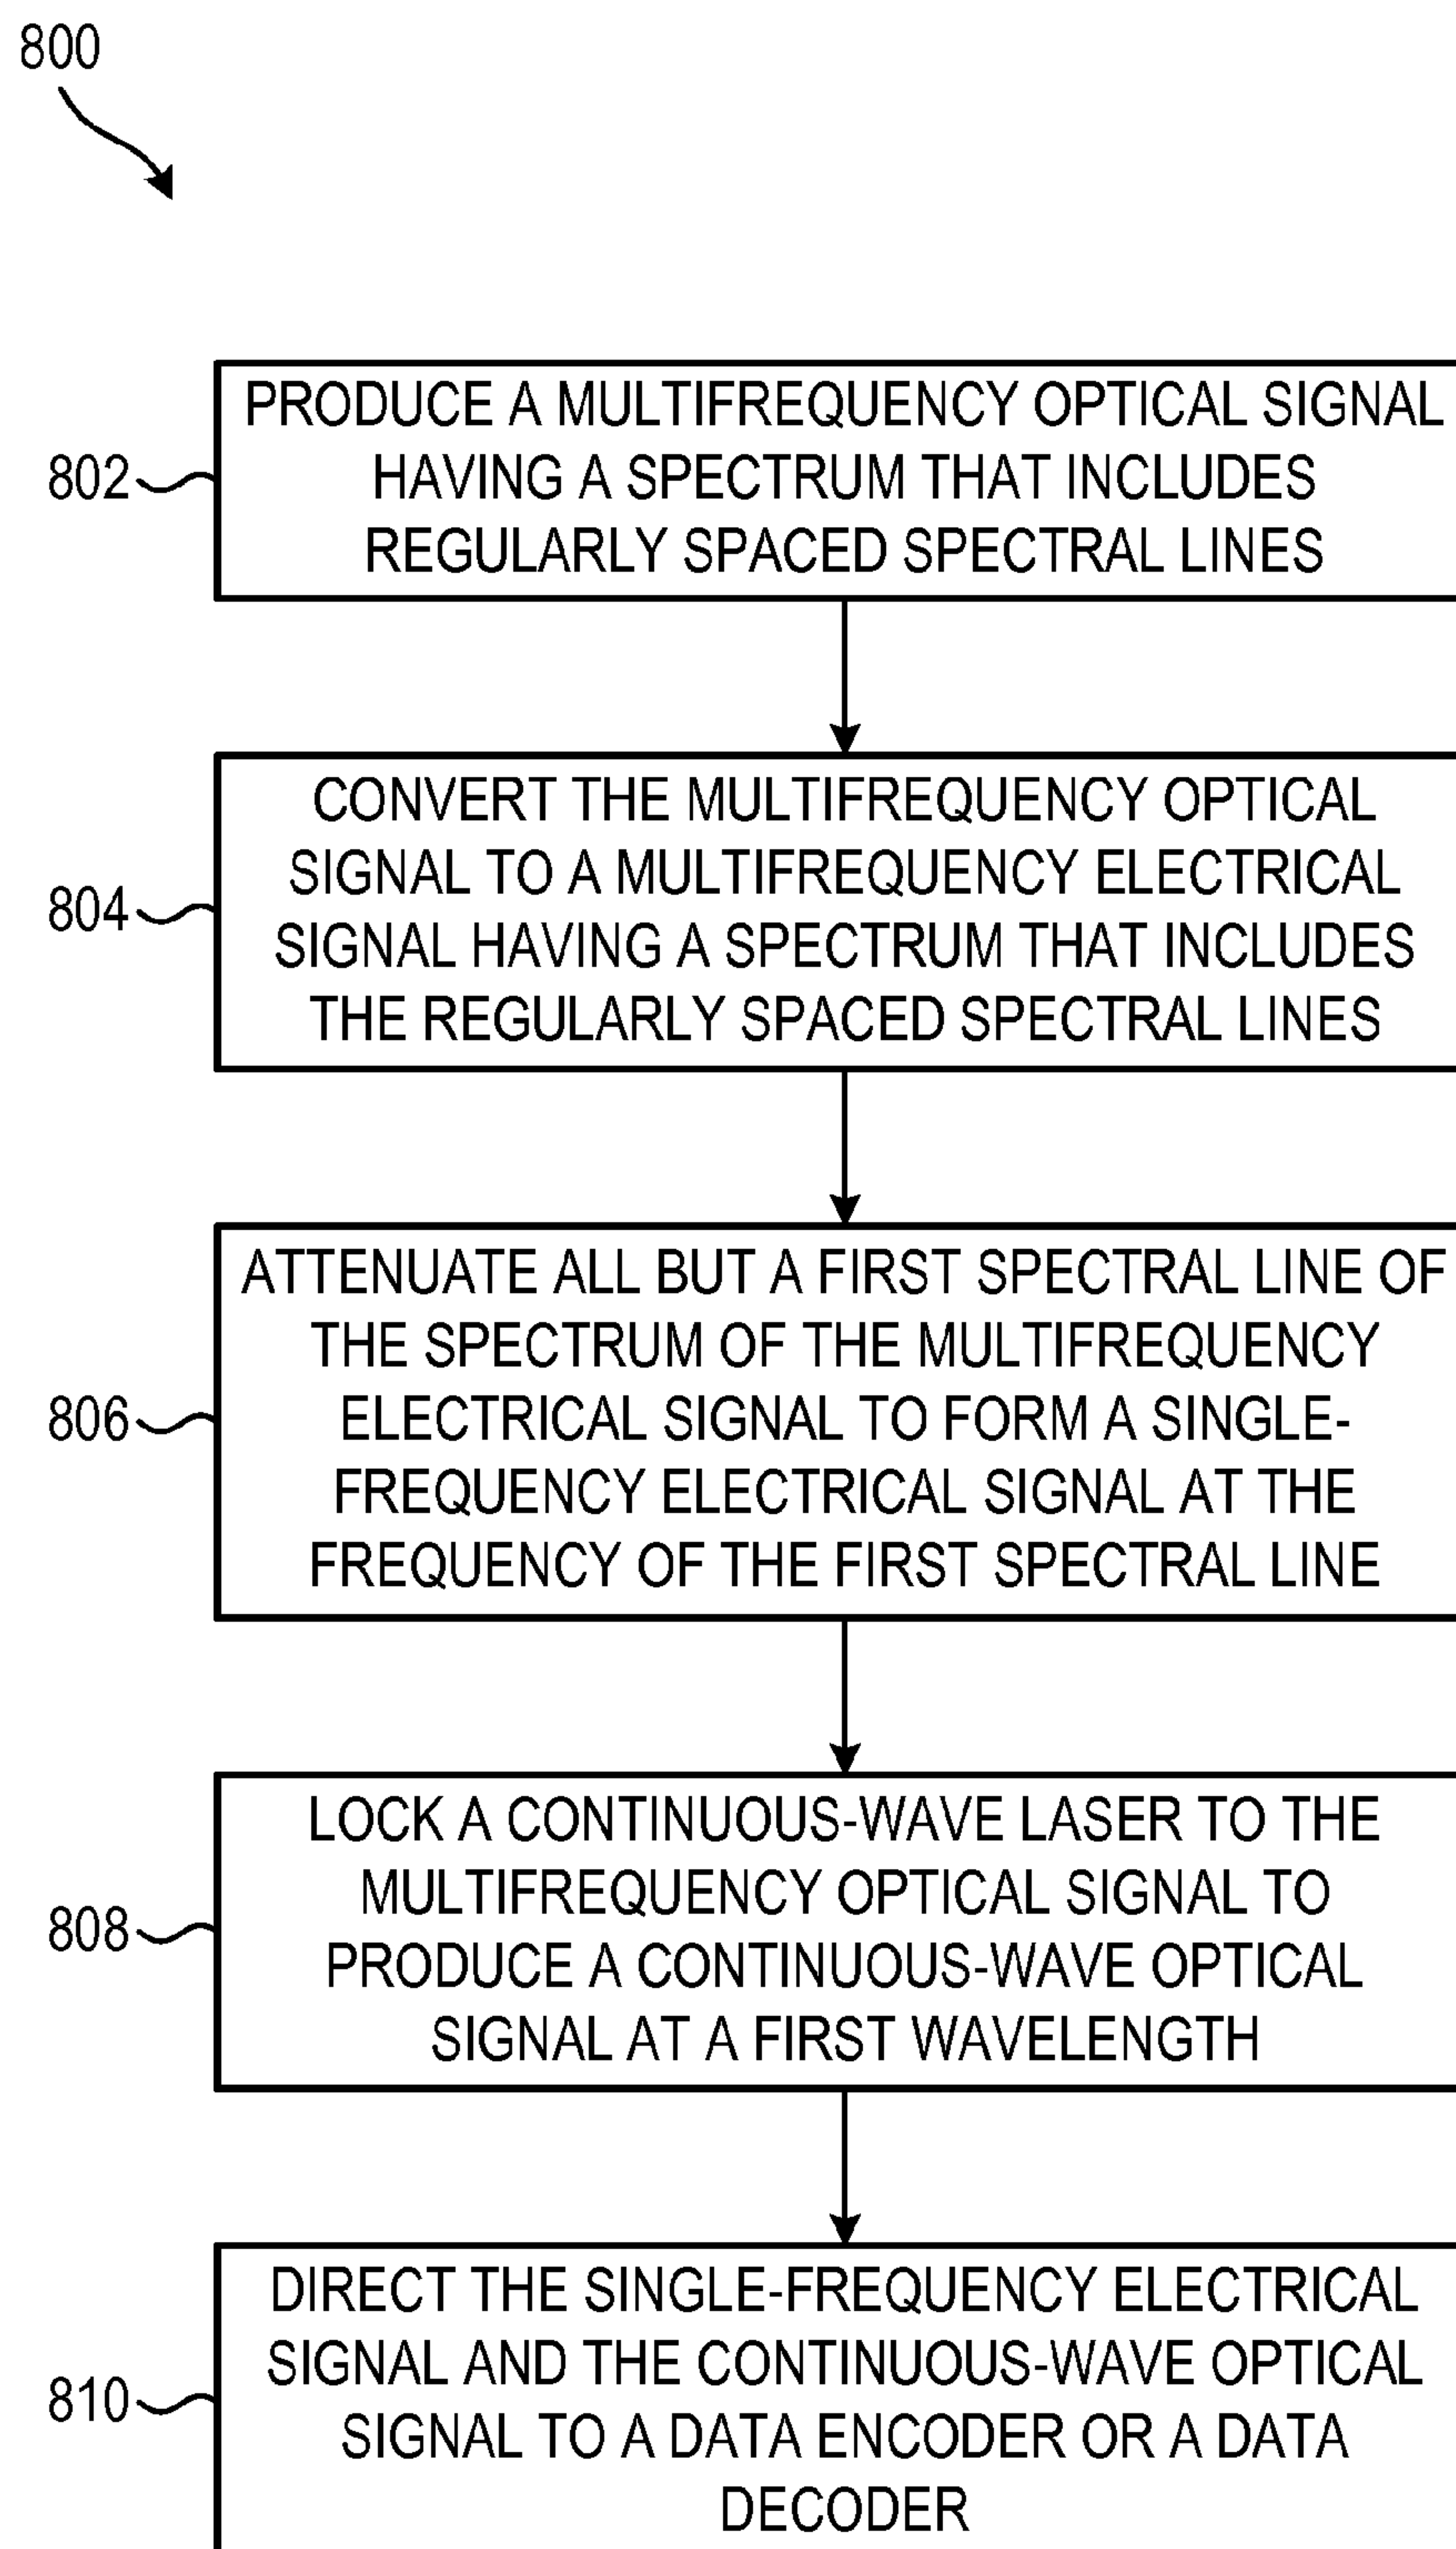 800
802
PRODUCE A MULTIFREQUENCY OPTICAL SIGNAL
HAVING A SPECTRUM THAT INCLUDES
REGULARLY SPACED SPECTRAL LINES
804
CONVERT THE MULTIFREQUENCY OPTICAL
SIGNAL TO A MULTIFREQUENCY ELECTRICAL
SIGNAL HAVING A SPECTRUM THAT INCLUDES
THE REGULARLY SPACED SPECTRAL LINES
806
ATTENUATE ALL BUT A FIRST SPECTRAL LINE OF
THE SPECTRUM OF THE MULTIFREQUENCY
ELECTRICAL SIGNAL TO FORM A SINGLE-
FREQUENCY ELECTRICAL SIGNAL AT THE
FREQUENCY OF THE FIRST SPECTRAL LINE
808
LOCK A CONTINUOUS-WAVE LASER TO THE
MULTIFREQUENCY OPTICAL SIGNAL TO
PRODUCE A CONTINUOUS-WAVE OPTICAL
SIGNAL AT A FIRST WAVELENGTH
810
DIRECT THE SINGLE-FREQUENCY ELECTRICAL
SIGNAL AND THE CONTINUOUS-WAVE OPTICAL
SIGNAL TO A DATA ENCODER OR A DATA
DECODER